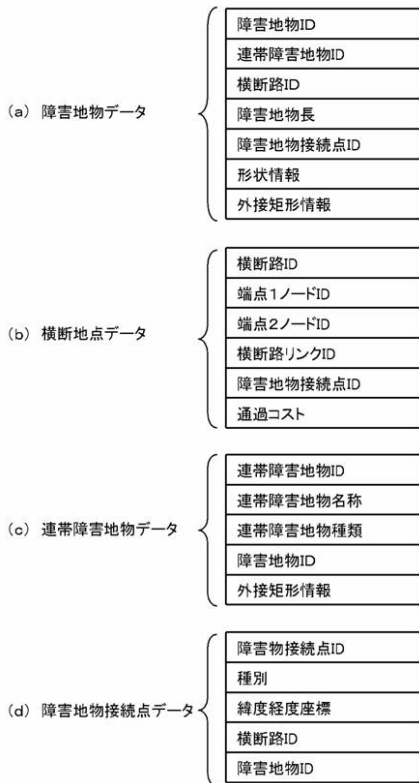 (a) 障害地物データ
障害地物ID
連帯障害地物ID
横断路ID
障害地物長
障害地物接続点ID
形状情報
外接矩形情報
(b) 横断地点データ
横断路ID
端点1ノードID
端点2ノードID
横断路リンクID
障害地物接続点ID
通過コスト
(c) 連帯障害地物データ
連帯障害地物ID
連帯障害地物名称
連帯障害地物種類
障害地物ID
外接矩形情報
(d) 障害地物接続点データ
障害物接続点ID
種別
緯度経度座標
横断路ID
障害地物ID